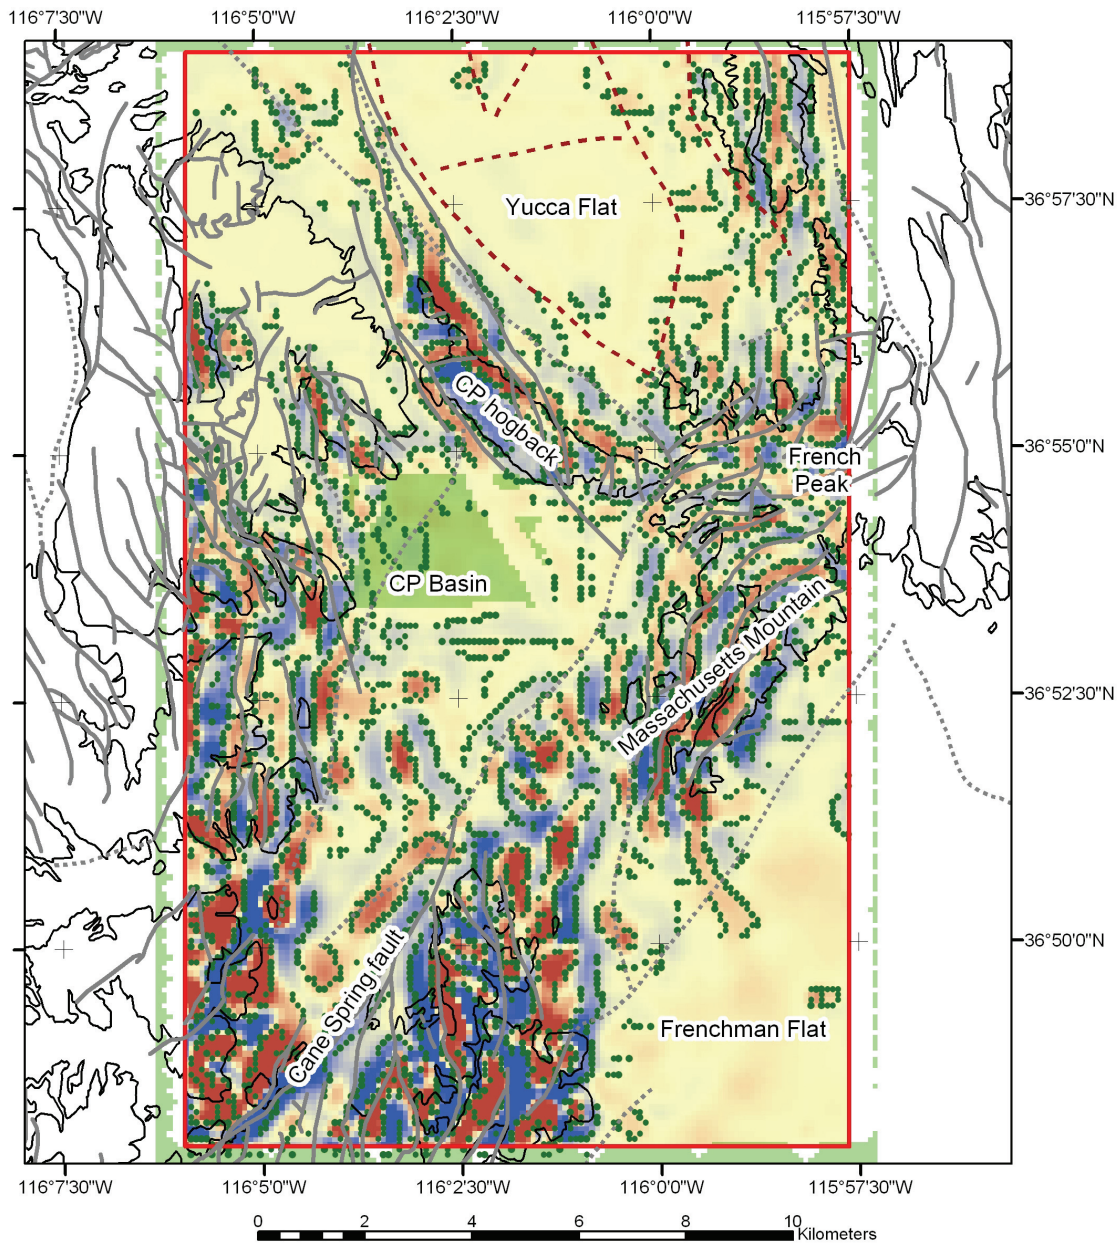 116°7'30"W 116°5'0"W 116°2'30"W 116°0'0"W 115°57'30"W
Yucca Flat
36°57'30"N
CP hogback
36°55'0"N
French
Peak
CP Basin
Massachusetts Mountain
36°52'30"N
Cane Spring fault
36°50'0"N
Frenchman Flat
116°7'30"W 116°5'0"W 116°2'30"W 116°0'0"W 115°57'30"W
0 2 4 6 8 10
Kilometers